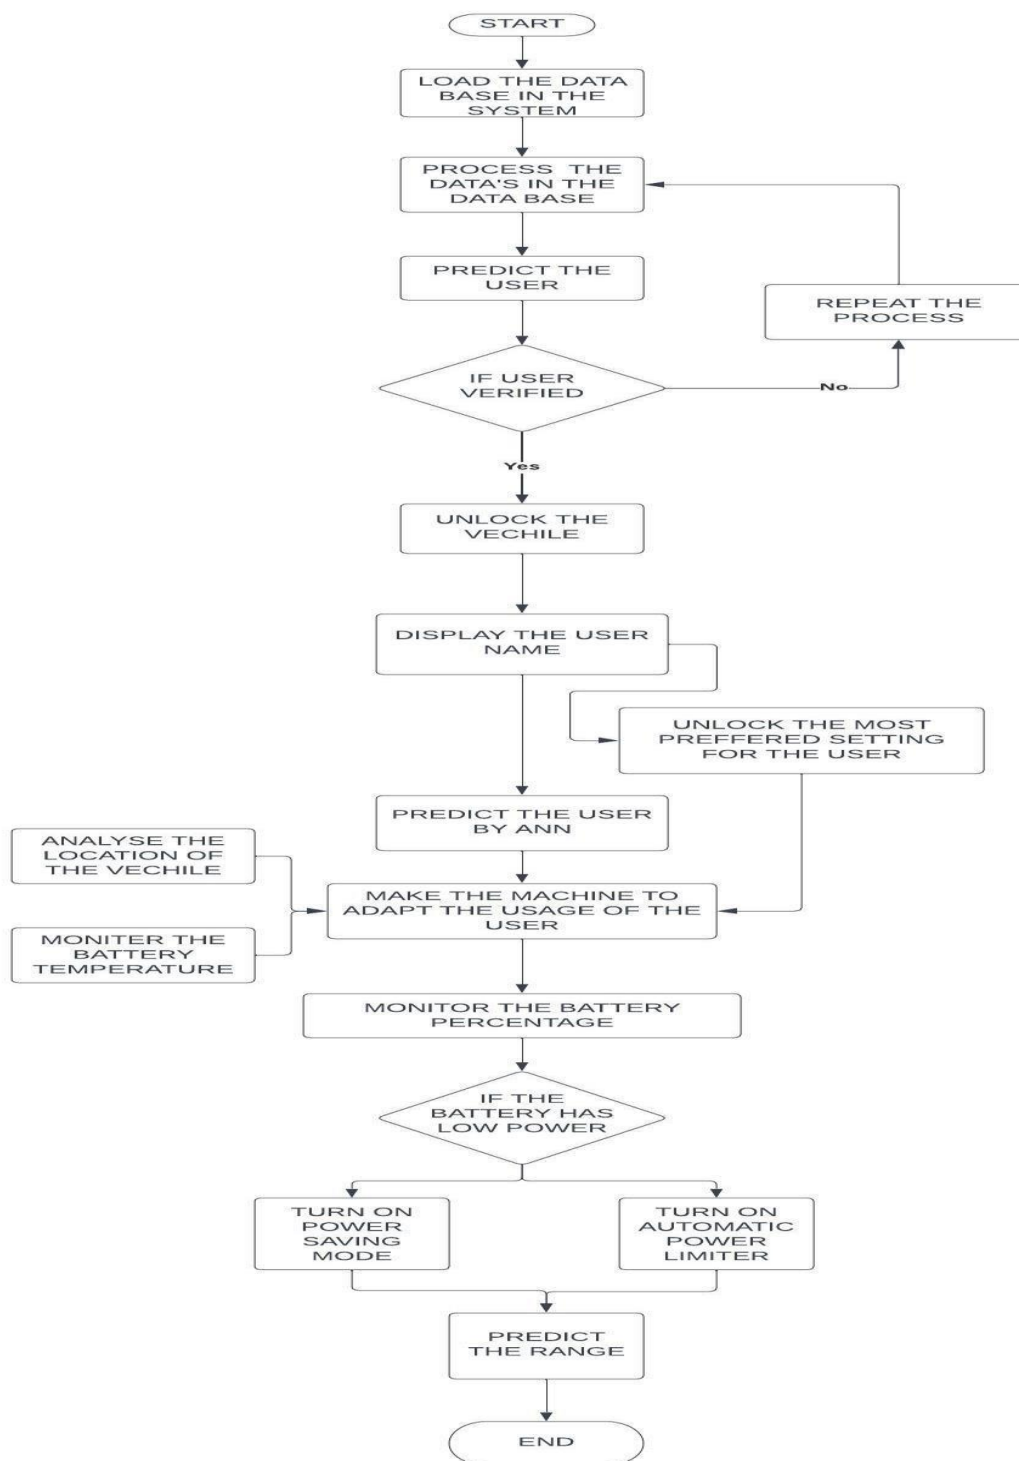 START
LOAD THE DATA
BASE IN THE
SYSTEM
PROCESS THE
DATA'S IN THE
DATA BASE
PREDICT THE
USER
REPEAT THE
PROCESS
IF USER
VERIFIED
No
Yes
UNLOCK THE
VECHILE
DISPLAY THE USER
NAME
UNLOCK THE MOST
PREFFERED SETTING
FOR THE USER
PREDICT THE USER
BY ANN
ANALYSE THE
LOCATION OF
THE VECHILE
MAKE THE MACHINE TO
ADAPT THE USAGE OF THE
USER
MONITER THE
BATTERY
TEMPERATURE
MONITOR THE BATTERY
PERCENTAGE
IF THE
BATTERY HAS
LOW POWER
TURN ON
POWER
SAVING
MODE
TURN ON
AUTOMATIC
POWER
LIMITER
PREDICT
THE RANGE
END